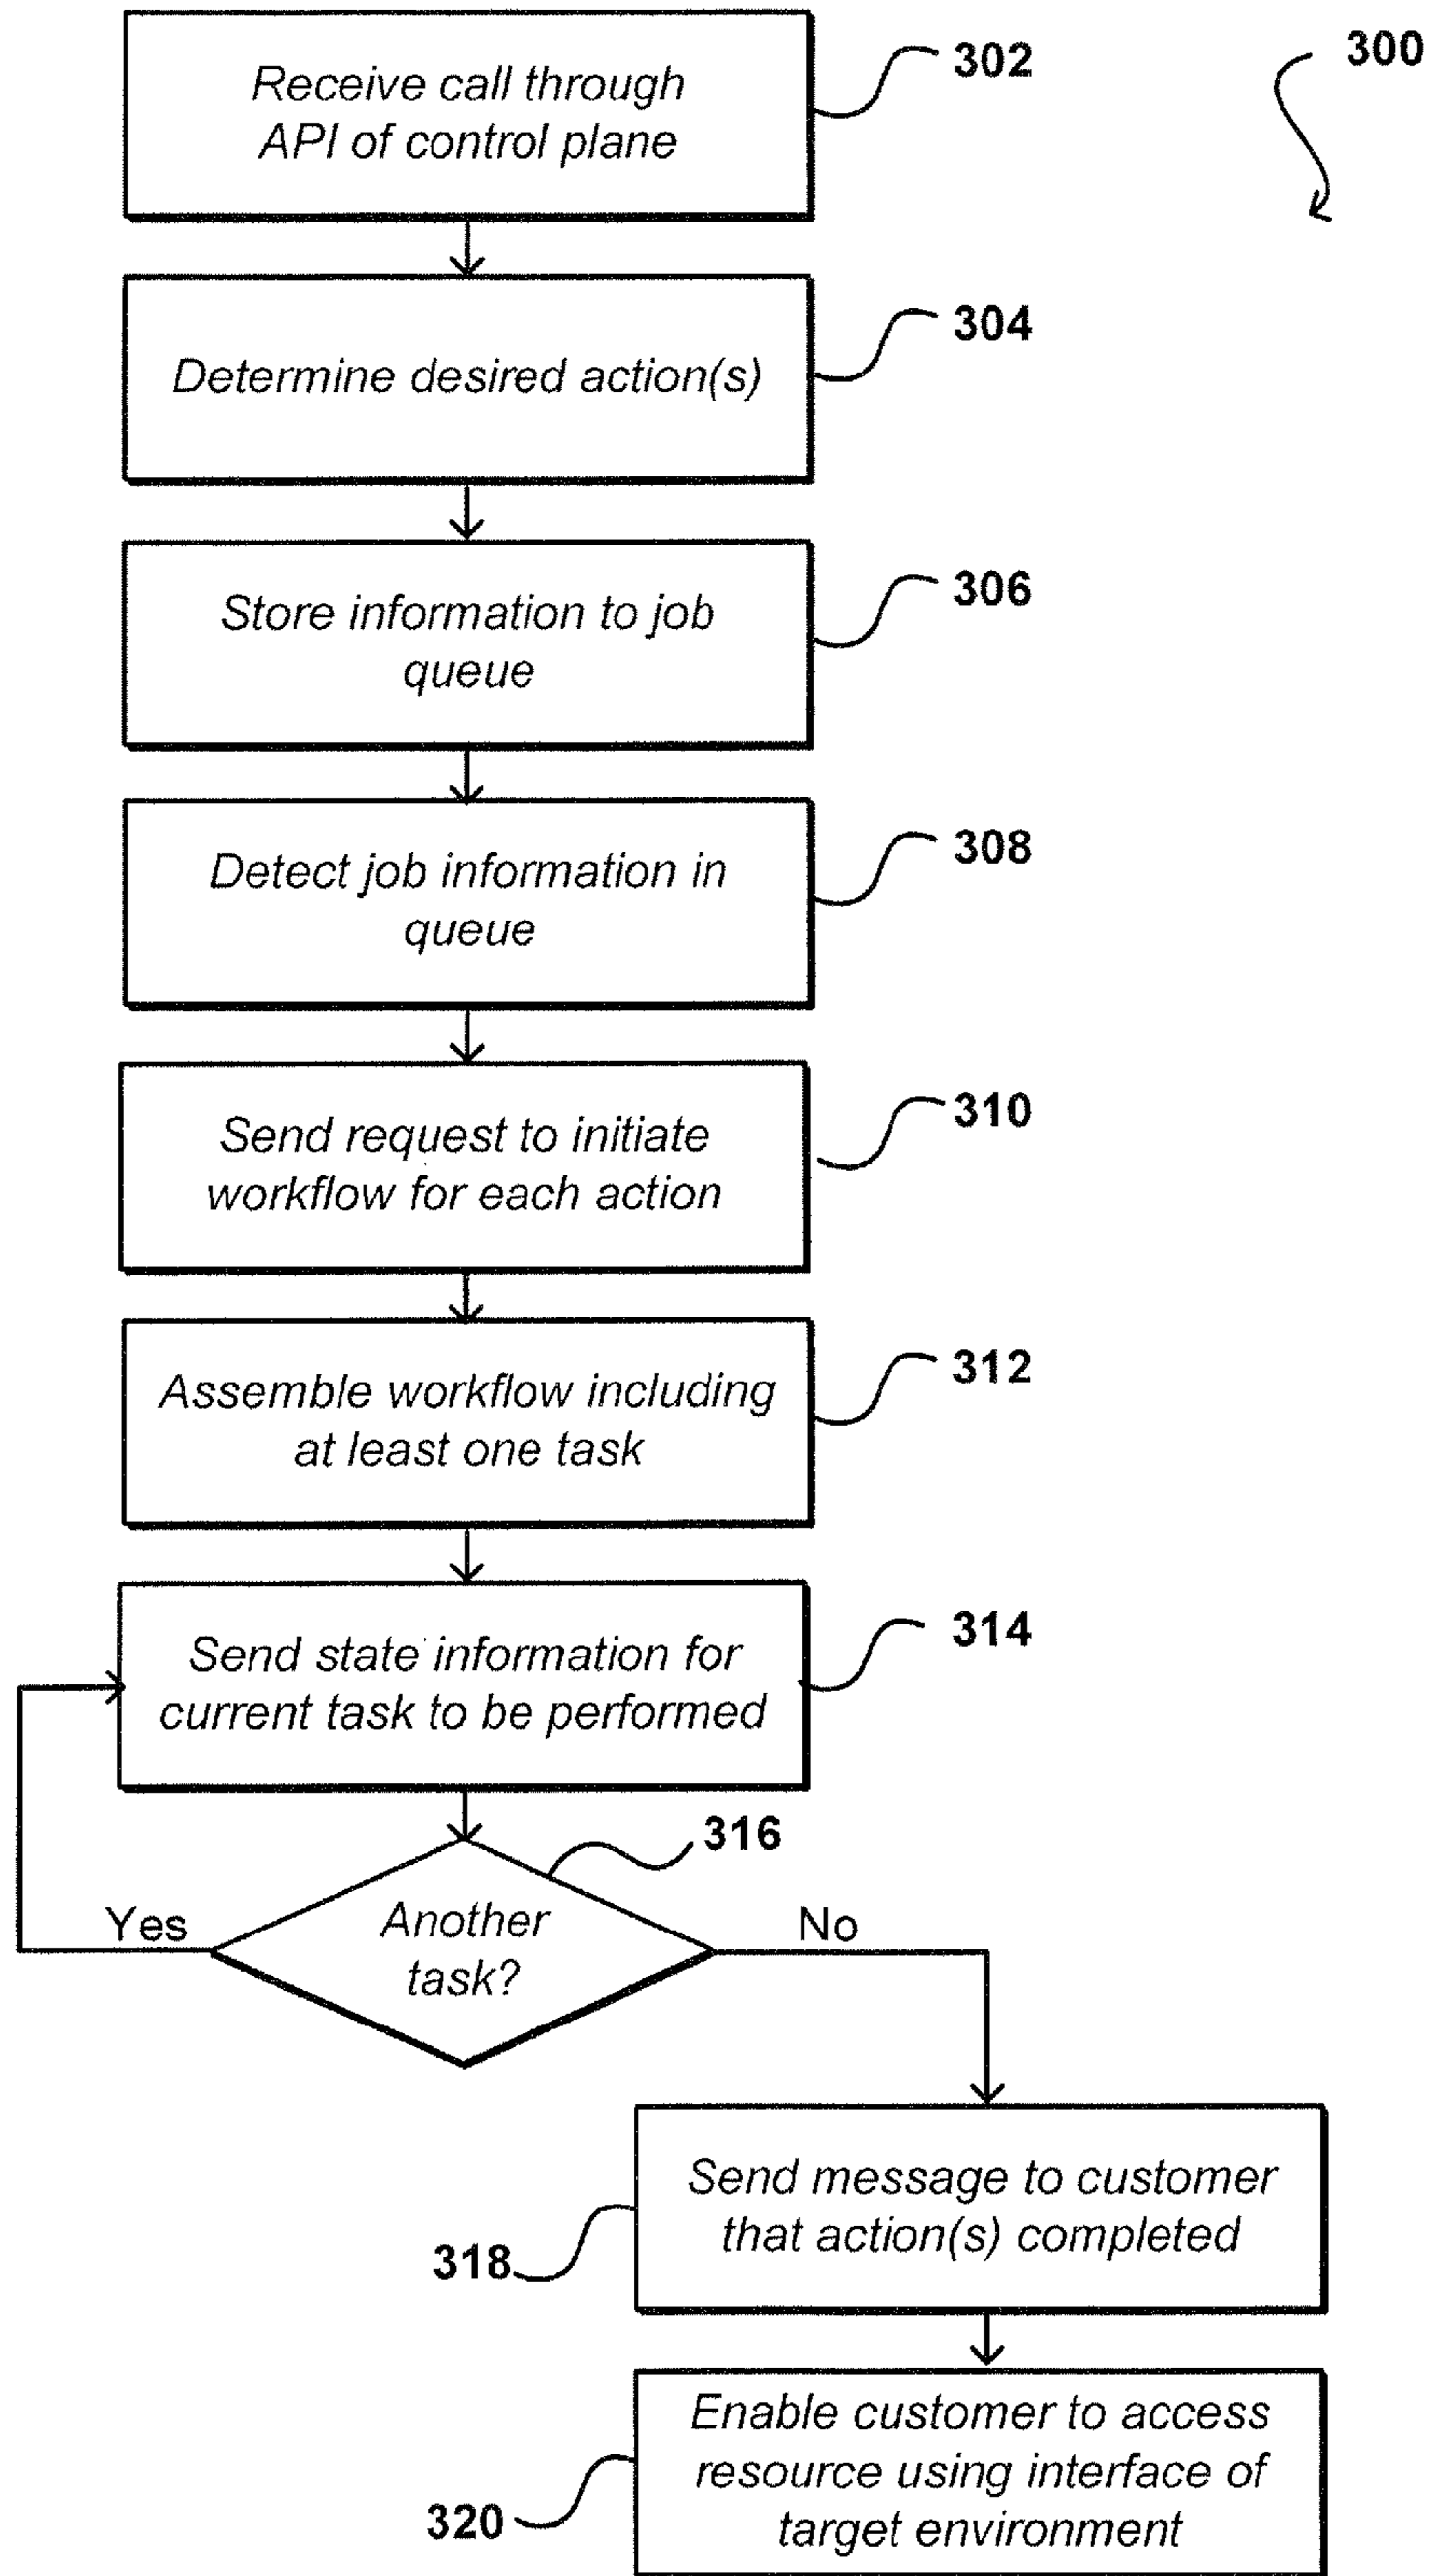 300
Receive call through
API of control plane
302
Determine desired action(s)
304
Store information to job
queue
306
Detect job information in
queue
308
Send request to initiate
workflow for each action
310
Assemble workflow including
at least one task
312
Send state information for
current task to be performed
314
316
Another
task?
Yes
No
Send message to customer
that action(s) completed
318
Enable customer to access
resource using interface of
target environment
320